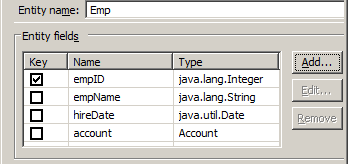 Entity name: Emp
Entity fields
Key Name Type
empID java.lang.Integer Add...
empName java.lang.String Edit...
hireDate java.util.Date
account Account Remove